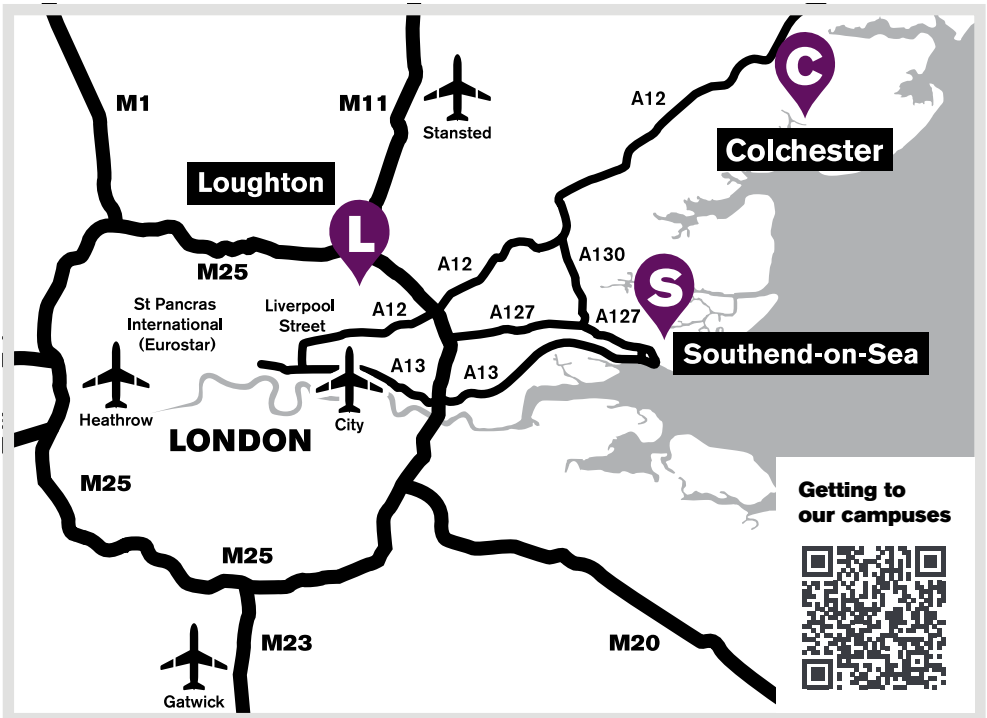 M1
M11
Stansted
A12
C
Colchester
Loughton
L
M25
A12
A130
S
St Pancras
International
(Eurostar)
Liverpool
Street
A12
A127
A127
Southend-on-Sea
A13
A13
Heathrow
City
LONDON
M25
Getting to
our campuses
M25
M23
M20
Gatwick